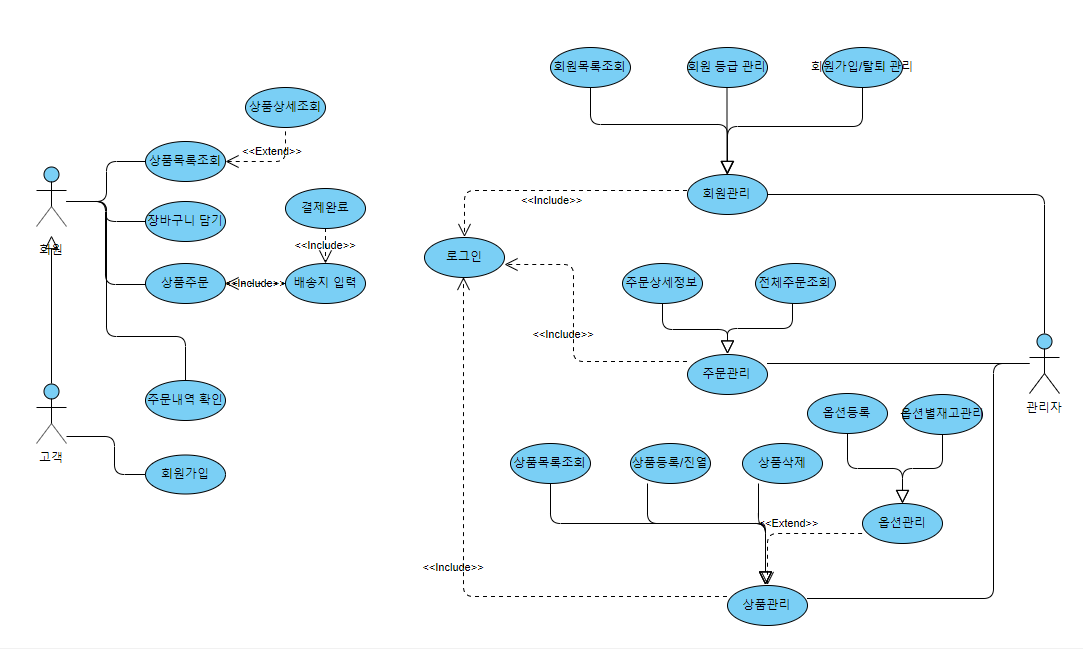 회원목록조회
회원 등급 관리
회원가입/탈퇴 관리
상품상세조회
<<Extend>>
상품목록조회
회원
장바구니 담기
결제완료
<<Include>>
상품주문
<<Include>>
배송지 입력
주문내역 확인
고객
회원가입
회원관리
<<Include>>
로그인
주문상세정보
전체주문조회
<<Include>>
주문관리
관리자
옵션등록
옵션별재고관리
상품목록조회
상품등록/진열
상품삭제
<<Extend>>
옵션관리
<<Include>>
상품관리